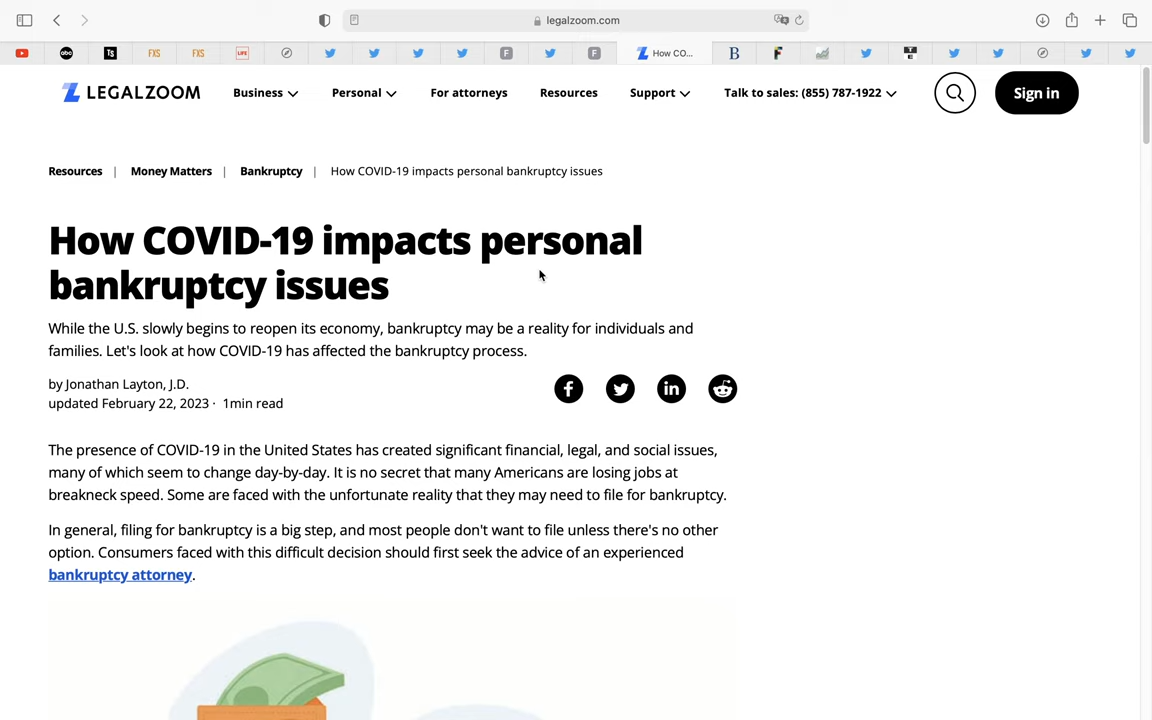 legalzoom.com
abc
TS
FXS
FXS
LIFE
F
F
How CO...
B
F
T
E
LEGALZOOM
Business
Personal
For attorneys
Resources
Support
Talk to sales: (855) 787-1922
Sign in
Resources | Money Matters | Bankruptcy | How COVID-19 impacts personal bankruptcy issues
How COVID-19 impacts personal
bankruptcy issues
While the U.S. slowly begins to reopen its economy, bankruptcy may be a reality for individuals and
families. Let's look at how COVID-19 has affected the bankruptcy process.
by Jonathan Layton, J.D.
updated February 22, 2023 · 1min read
The presence of COVID-19 in the United States has created significant financial, legal, and social issues,
many of which seem to change day-by-day. It is no secret that many Americans are losing jobs at
breakneck speed. Some are faced with the unfortunate reality that they may need to file for bankruptcy.
In general, filing for bankruptcy is a big step, and most people don't want to file unless there's no other
option. Consumers faced with this difficult decision should first seek the advice of an experienced
bankruptcy attorney.